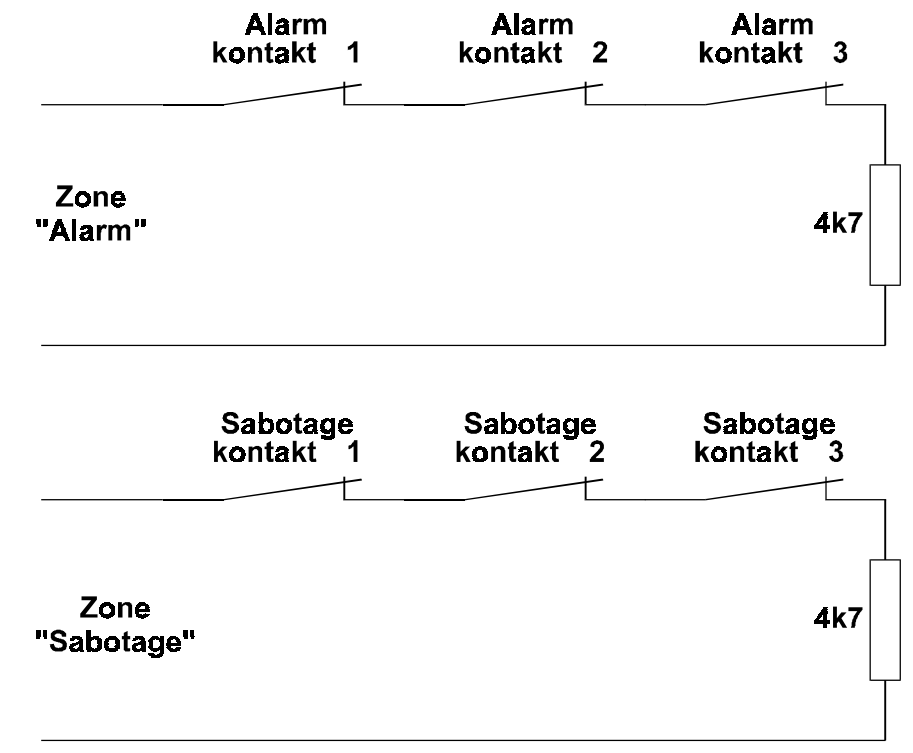 Alarm kontakt 1
Alarm kontakt 2
Alarm kontakt 3
Zone
"Alarm"
4k7
Sabotage kontakt 1
Sabotage kontakt 2
Sabotage kontakt 3
Zone
"Sabotage"
4k7